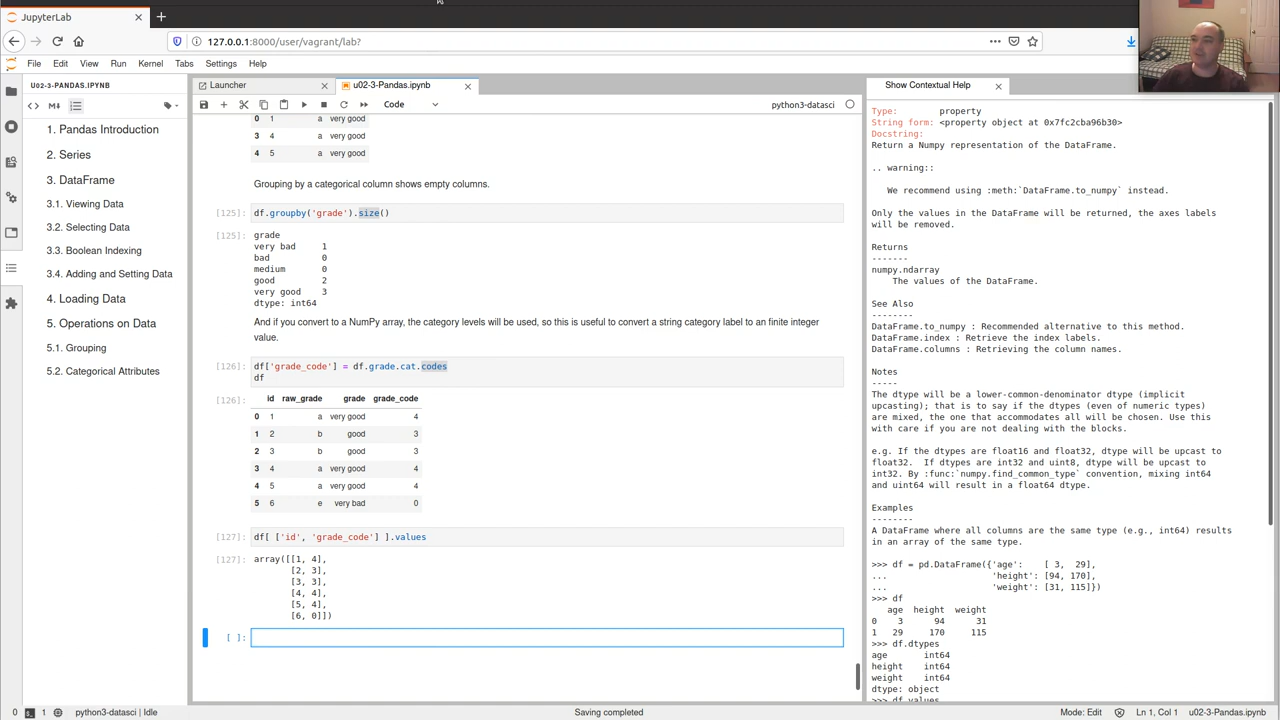 JupyterLab
127.0.0.1:8000/user/vagrant/lab?
File Edit View Run Kernel Tabs Settings Help
U02-3-PANDAS.IPYNB
1. Pandas Introduction
2. Series
3. DataFrame
3.1. Viewing Data
3.2. Selecting Data
3.3. Boolean Indexing
3.4. Adding and Setting Data
4. Loading Data
5. Operations on Data
5.1. Grouping
5.2. Categorical Attributes
Launcher
u02-3-Pandas.ipynb
Code
python3-datasci
0 1 a very good
3 4 a very good
4 5 a very good
Grouping by a categorical column shows empty columns.
[125]: df.groupby('grade').size()
[125]: grade
very bad 1
bad 0
medium 0
good 2
very good 3
dtype: int64
And if you convert to a NumPy array, the category levels will be used, so this is useful to convert a string category label to an finite integer
value.
[126]: df['grade_code'] = df.grade.cat.codes
df
[126]: id raw_grade grade grade_code
0 1 a very good 4
1 2 b good 3
2 3 b good 3
3 4 a very good 4
4 5 a very good 4
5 6 e very bad 0
[127]: df[ ['id', 'grade_code'] ].values
[127]: array([[1, 4],
[2, 3],
[3, 3],
[4, 4],
[5, 4],
[6, 0]])
[ ]:
Show Contextual Help
Type: property
String form: <property object at 0x7fc2cba96b30>
Docstring:
Return a Numpy representation of the DataFrame.
.. warning::
We recommend using :meth:`DataFrame.to_numpy` instead.
Only the values in the DataFrame will be returned, the axes labels
will be removed.
Returns
-------
numpy.ndarray
The values of the DataFrame.
See Also
--------
DataFrame.to_numpy : Recommended alternative to this method.
DataFrame.index : Retrieve the index labels.
DataFrame.columns : Retrieving the column names.
Notes
-----
The dtype will be a lower-common-denominator dtype (implicit
upcasting); that is to say if the dtypes (even of numeric types)
are mixed, the one that accommodates all will be chosen. Use this
with care if you are not dealing with the blocks.
e.g. If the dtypes are float16 and float32, dtype will be upcast to
float32. If dtypes are int32 and uint8, dtype will be upcast to
int32. By :func:`numpy.find_common_type` convention, mixing int64
and uint64 will result in a float64 dtype.
Examples
--------
A DataFrame where all columns are the same type (e.g., int64) results
in an array of the same type.
>>> df = pd.DataFrame({'age': [ 3, 29],
... 'height': [94, 170],
... 'weight': [31, 115]})
>>> df
age height weight
0 3 94 31
1 29 170 115
>>> df.dtypes
age int64
height int64
weight int64
dtype: object
>>> df.values
0 1 python3-datasci | Idle
Saving completed
Mode: Edit
Ln 1, Col 1
u02-3-Pandas.ipynb